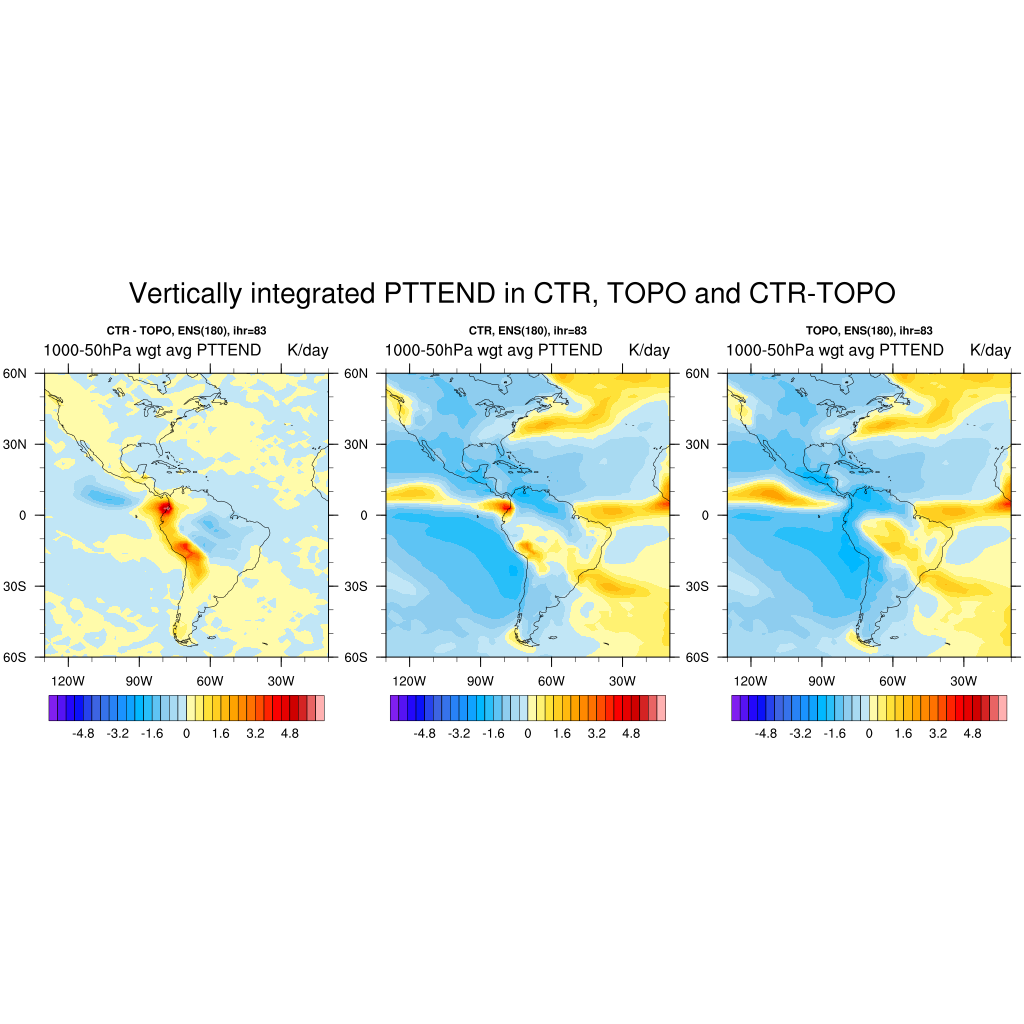 Vertically integrated PTTEND in CTR, TOPO and CTR-TOPO
CTR - TOPO, ENS(180), ihr=83
1000-50hPa wgt avg PTTEND K/day
60N
30N
0
30S
60S
120W 90W 60W 30W
-4.8 -3.2 -1.6 0 1.6 3.2 4.8
CTR, ENS(180), ihr=83
1000-50hPa wgt avg PTTEND K/day
60N
30N
0
30S
60S
120W 90W 60W 30W
-4.8 -3.2 -1.6 0 1.6 3.2 4.8
TOPO, ENS(180), ihr=83
1000-50hPa wgt avg PTTEND K/day
60N
30N
0
30S
60S
120W 90W 60W 30W
-4.8 -3.2 -1.6 0 1.6 3.2 4.8